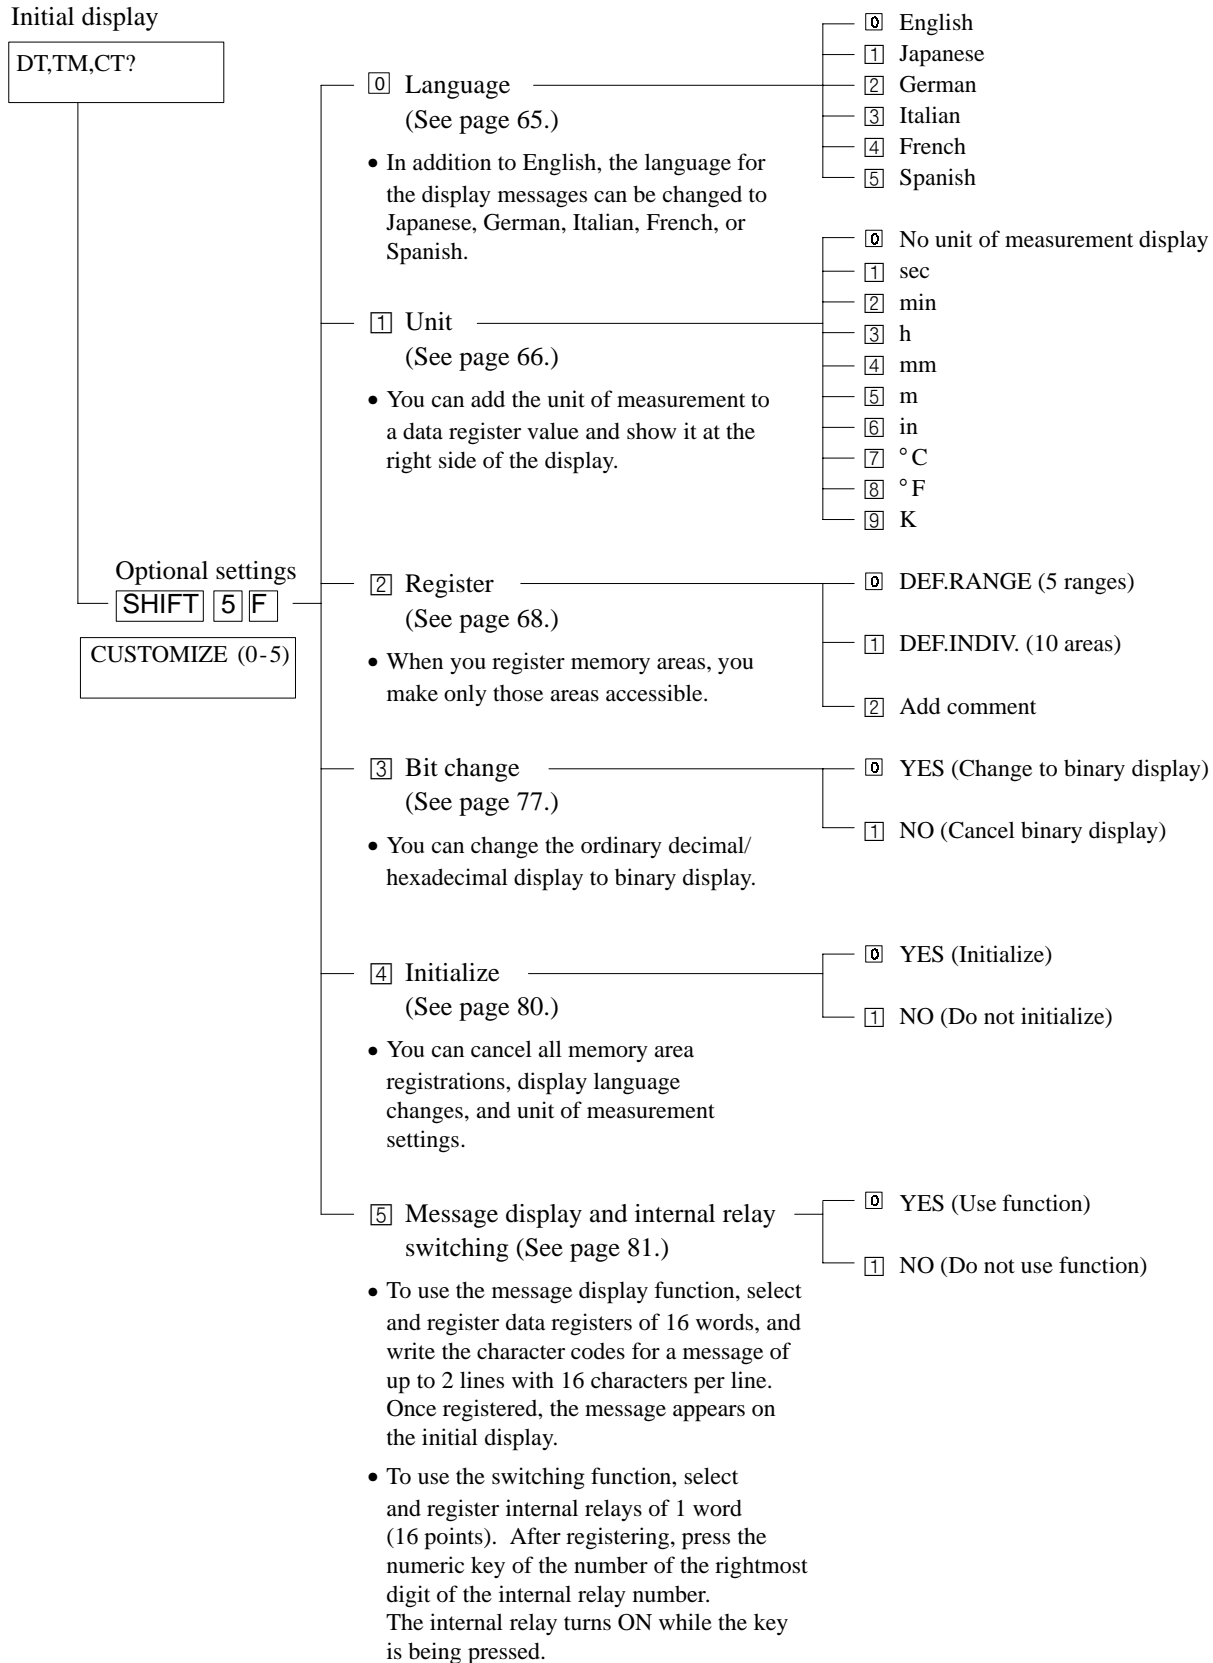 Initial display
DT,TM,CT?
Optional settings
SHIFT 5 F
CUSTOMIZE (0-5)
0 Language
(See page 65.)
• In addition to English, the language for
the display messages can be changed to
Japanese, German, Italian, French, or
Spanish.
0 English
1 Japanese
2 German
3 Italian
4 French
5 Spanish
1 Unit
(See page 66.)
• You can add the unit of measurement to
a data register value and show it at the
right side of the display.
0 No unit of measurement display
1 sec
2 min
3 h
4 mm
5 m
6 in
7 °C
8 °F
9 K
2 Register
(See page 68.)
• When you register memory areas, you
make only those areas accessible.
0 DEF.RANGE (5 ranges)
1 DEF.INDIV. (10 areas)
2 Add comment
3 Bit change
(See page 77.)
• You can change the ordinary decimal/
hexadecimal display to binary display.
0 YES (Change to binary display)
1 NO (Cancel binary display)
4 Initialize
(See page 80.)
• You can cancel all memory area
registrations, display language
changes, and unit of measurement
settings.
0 YES (Initialize)
1 NO (Do not initialize)
5 Message display and internal relay
switching (See page 81.)
• To use the message display function, select
and register data registers of 16 words, and
write the character codes for a message of
up to 2 lines with 16 characters per line.
Once registered, the message appears on
the initial display.
• To use the switching function, select
and register internal relays of 1 word
(16 points). After registering, press the
numeric key of the number of the rightmost
digit of the internal relay number.
The internal relay turns ON while the key
is being pressed.
0 YES (Use function)
1 NO (Do not use function)